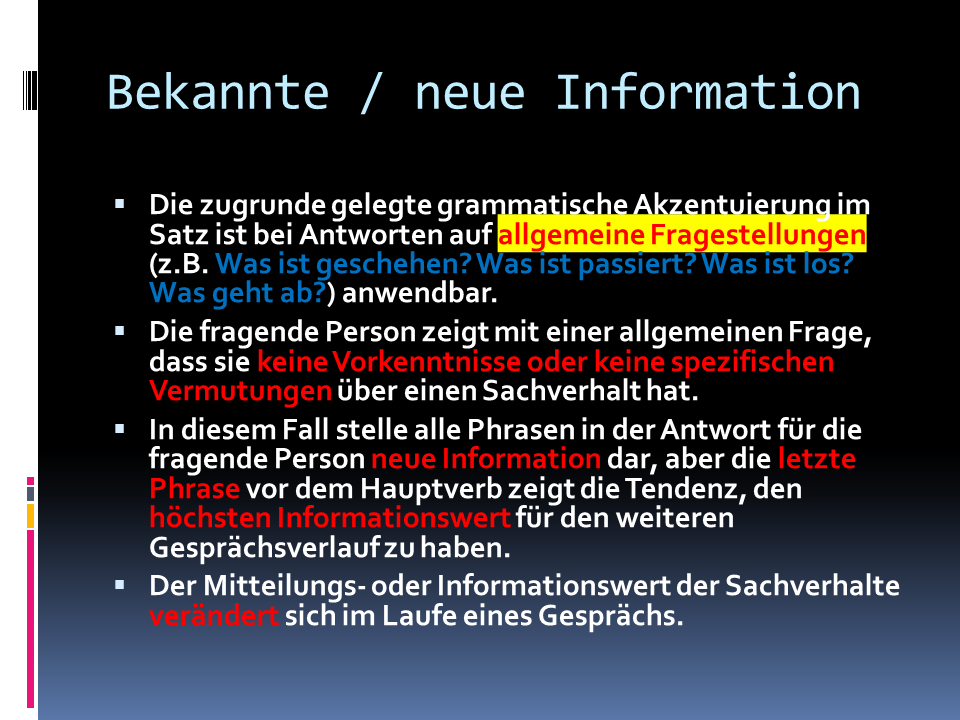 Bekannte / neue Information
▪ Die zugrunde gelegte grammatische Akzentuierung im
Satz ist bei Antworten auf allgemeine Fragestellungen
(z.B. Was ist geschehen? Was ist passiert? Was ist los?
Was geht ab?) anwendbar.
▪ Die fragende Person zeigt mit einer allgemeinen Frage,
dass sie keine Vorkenntnisse oder keine spezifischen
Vermutungen über einen Sachverhalt hat.
▪ In diesem Fall stelle alle Phrasen in der Antwort für die
fragende Person neue Information dar, aber die letzte
Phrase vor dem Hauptverb zeigt die Tendenz, den
höchsten Informationswert für den weiteren
Gesprächsverlauf zu haben.
▪ Der Mitteilungs- oder Informationswert der Sachverhalte
verändert sich im Laufe eines Gesprächs.